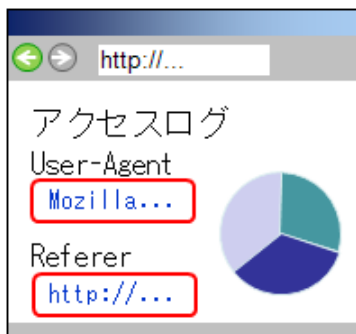 http://...
アクセスログ
User-Agent
Mozilla...
Referer
http://...